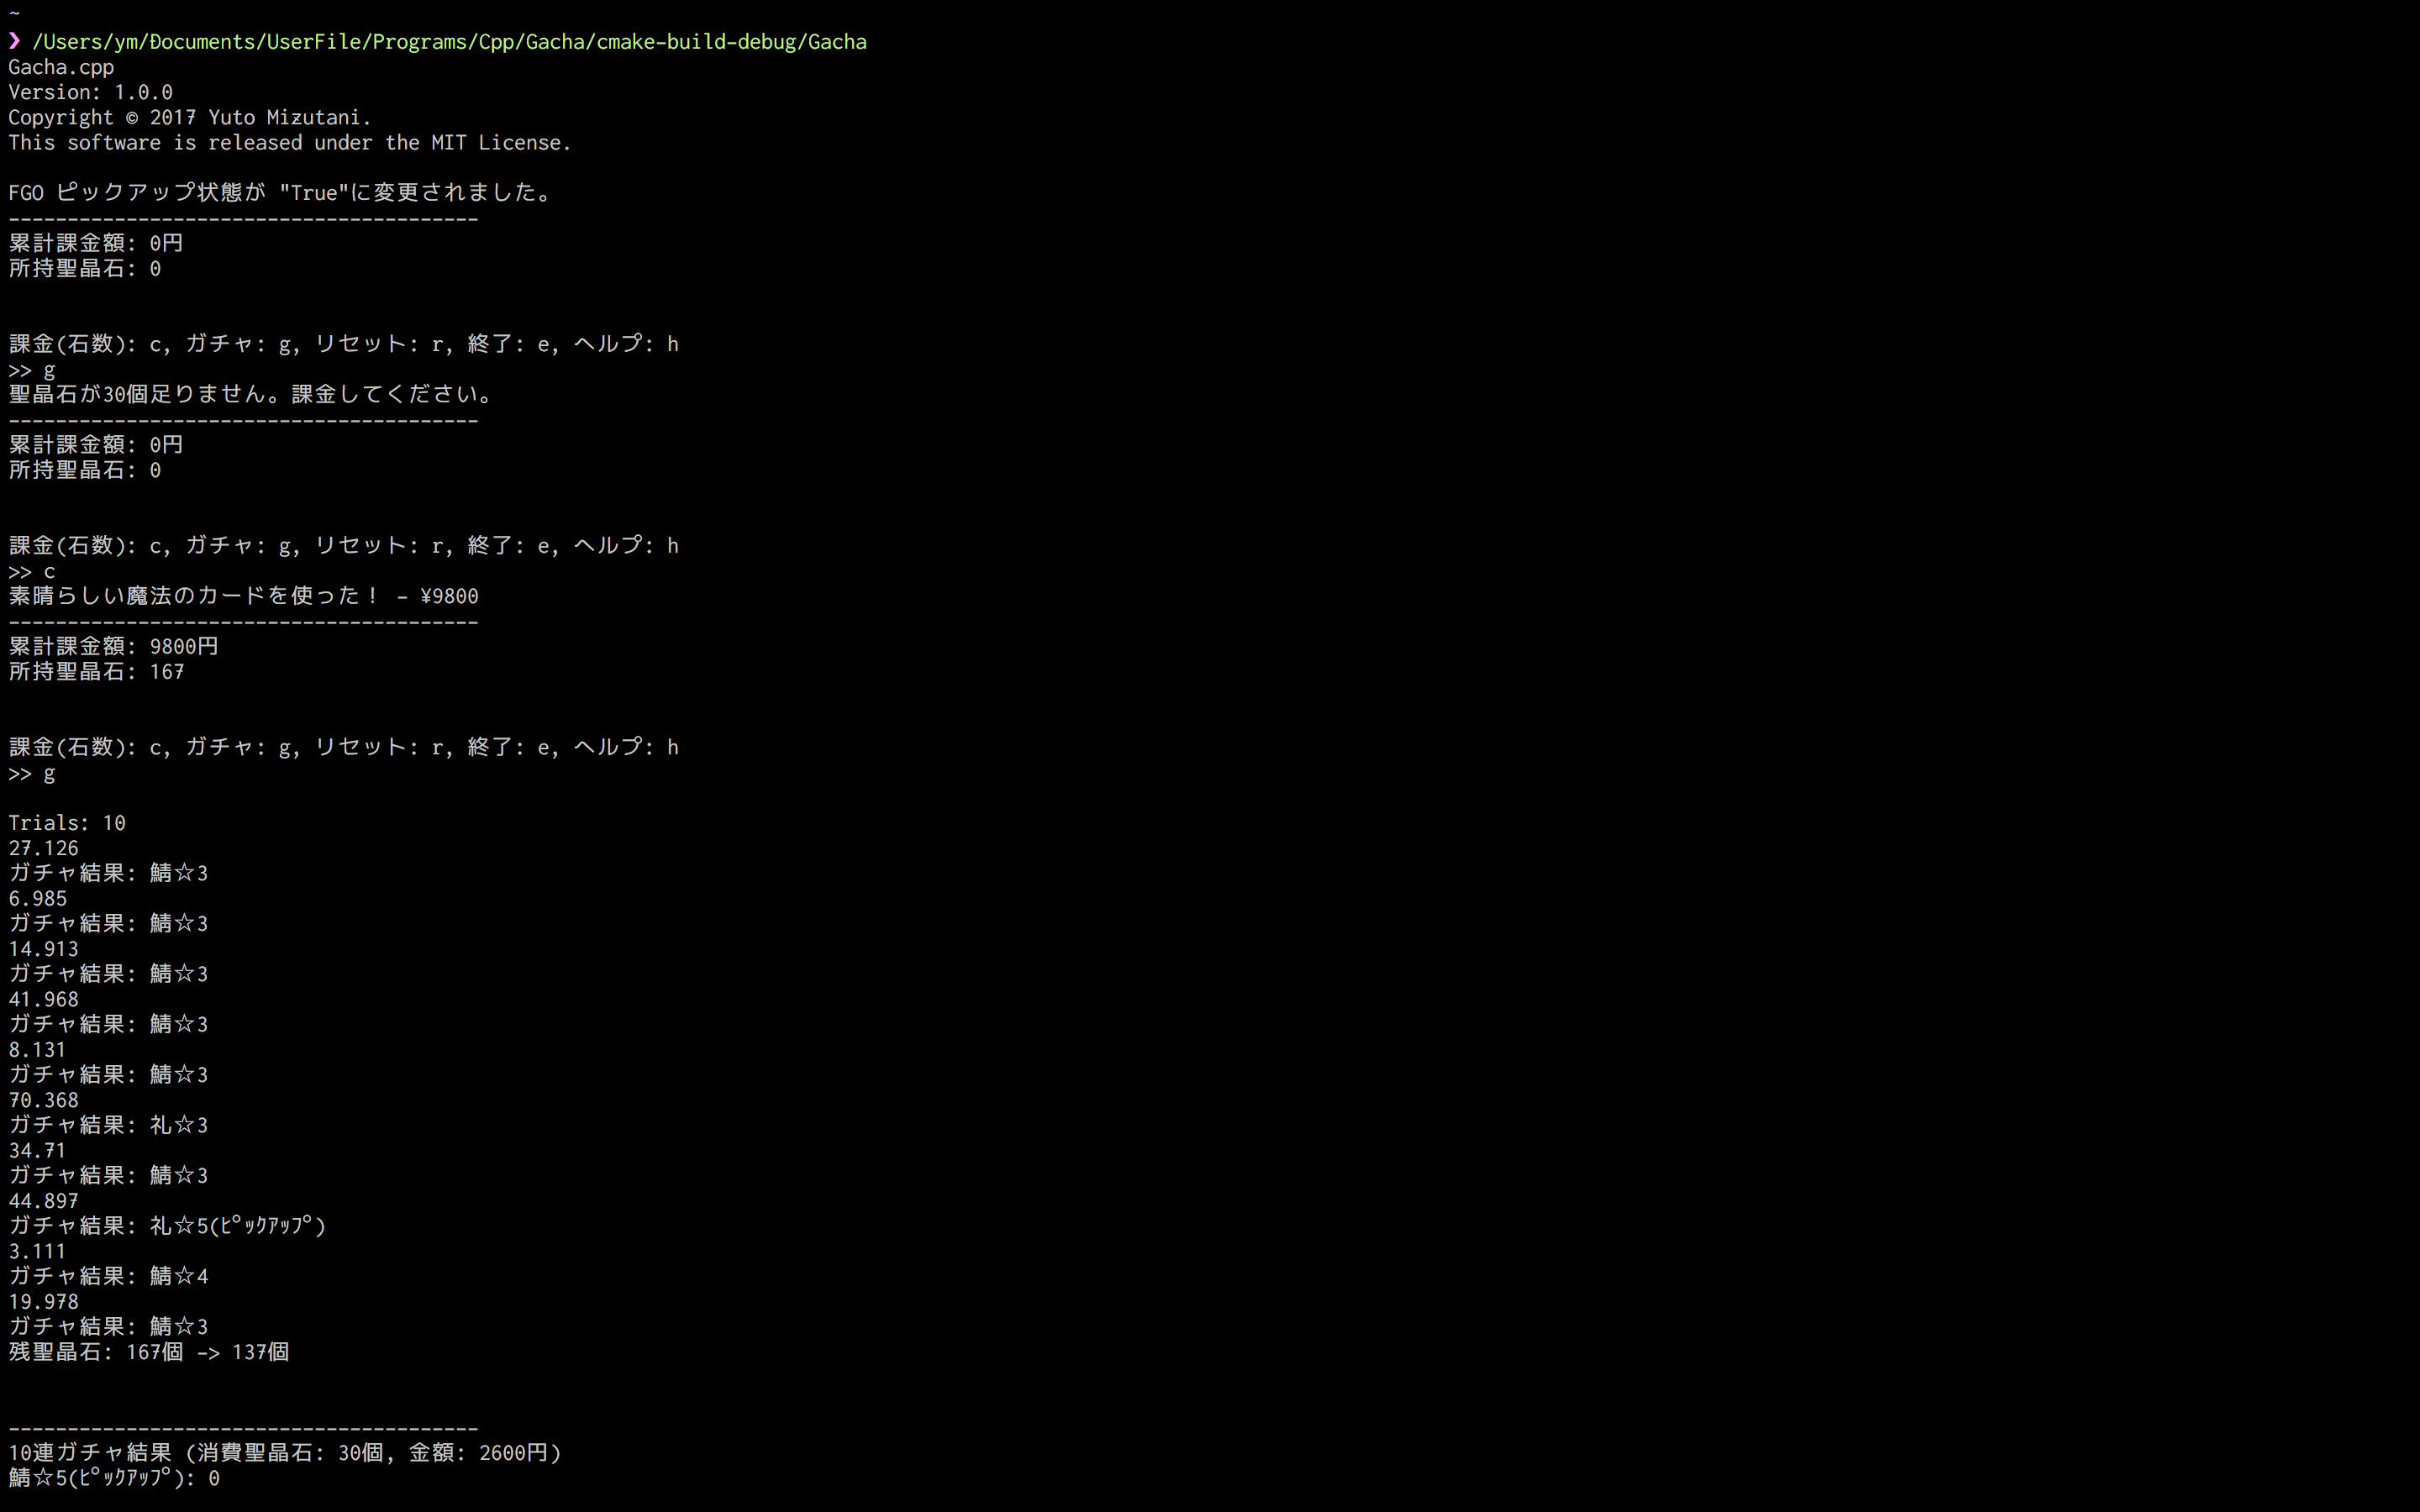 ~
❯ /Users/ym/Documents/UserFile/Programs/Cpp/Gacha/cmake-build-debug/Gacha
Gacha.cpp
Version: 1.0.0
Copyright © 2017 Yuto Mizutani.
This software is released under the MIT License.
FGO ピックアップ状態が "True"に変更されました。
----------------------------------------
累計課金額: 0円
所持聖晶石: 0
課金(石数): c, ガチャ: g, リセット: r, 終了: e, ヘルプ: h
>> g
聖晶石が30個足りません。課金してください。
----------------------------------------
累計課金額: 0円
所持聖晶石: 0
課金(石数): c, ガチャ: g, リセット: r, 終了: e, ヘルプ: h
>> c
素晴らしい魔法のカードを使った！ - ¥9800
----------------------------------------
累計課金額: 9800円
所持聖晶石: 167
課金(石数): c, ガチャ: g, リセット: r, 終了: e, ヘルプ: h
>> g
Trials: 10
27.126
ガチャ結果: 鯖☆3
6.985
ガチャ結果: 鯖☆3
14.913
ガチャ結果: 鯖☆3
41.968
ガチャ結果: 鯖☆3
8.131
ガチャ結果: 鯖☆3
70.368
ガチャ結果: 礼☆3
34.71
ガチャ結果: 鯖☆3
44.897
ガチャ結果: 礼☆5(ﾋﾟｯｸｱｯﾌﾟ)
3.111
ガチャ結果: 鯖☆4
19.978
ガチャ結果: 鯖☆3
残聖晶石: 167個 -> 137個
----------------------------------------
10連ガチャ結果 (消費聖晶石: 30個, 金額: 2600円)
鯖☆5(ﾋﾟｯｸｱｯﾌﾟ): 0